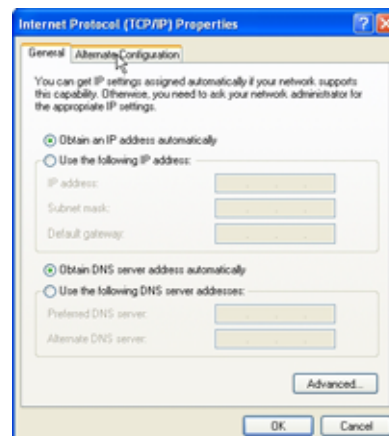 Internet Protocol (TCP/IP) Properties
General
Alternate Configuration
You can get IP settings assigned automatically if your network supports
this capability. Otherwise, you need to ask your network administrator for
the appropriate IP settings.
Obtain an IP address automatically
Use the following IP address:
IP address:
Subnet mask:
Default gateway:
Obtain DNS server address automatically
Use the following DNS server addresses:
Preferred DNS server:
Alternate DNS server:
Advanced...
OK
Cancel